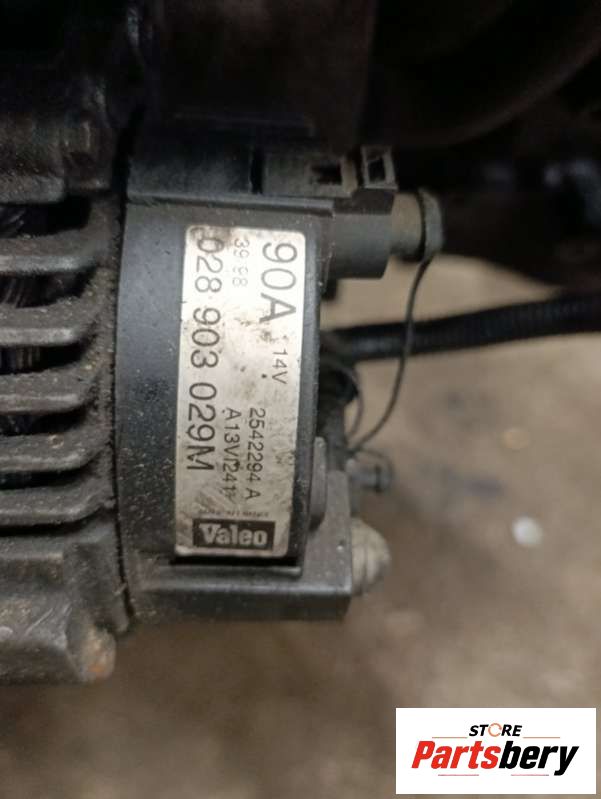 90A 14V
39 98 2542294 A
028 903 029M
A13VI241
Valeo
STORE
Partsbery